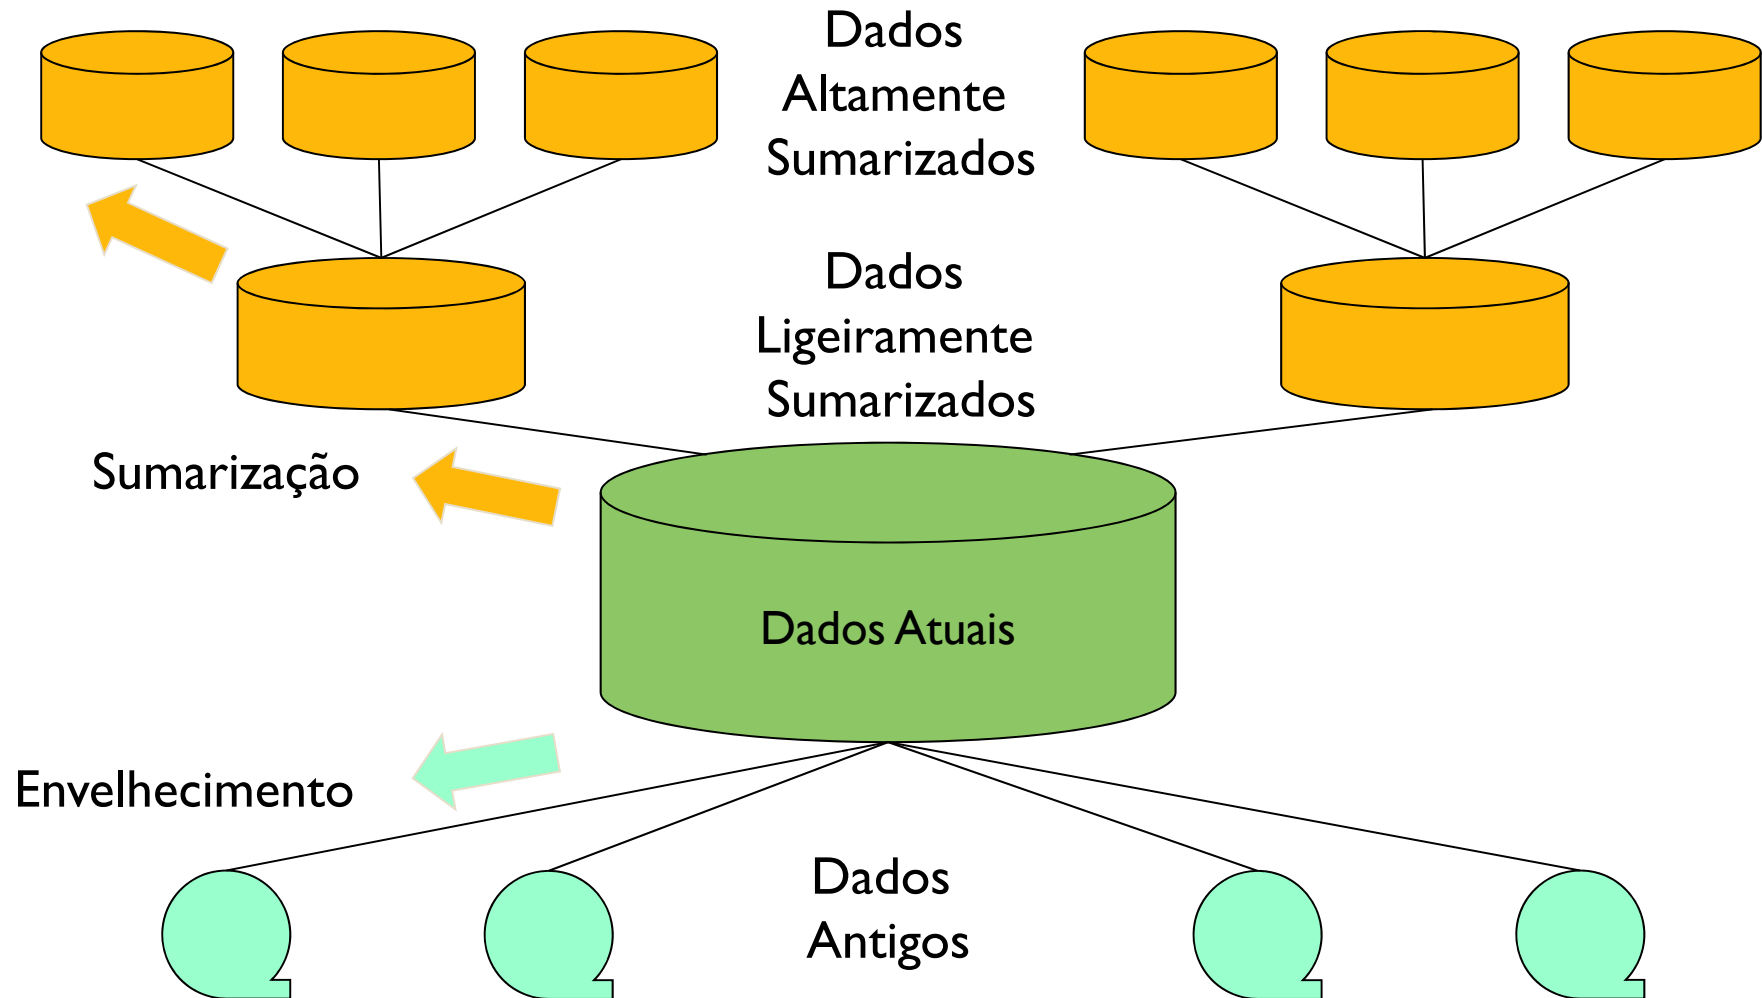 Dados
Altamente
Sumarizados
Dados
Ligeiramente
Sumarizados
Sumarização
Dados Atuais
Envelhecimento
Dados
Antigos